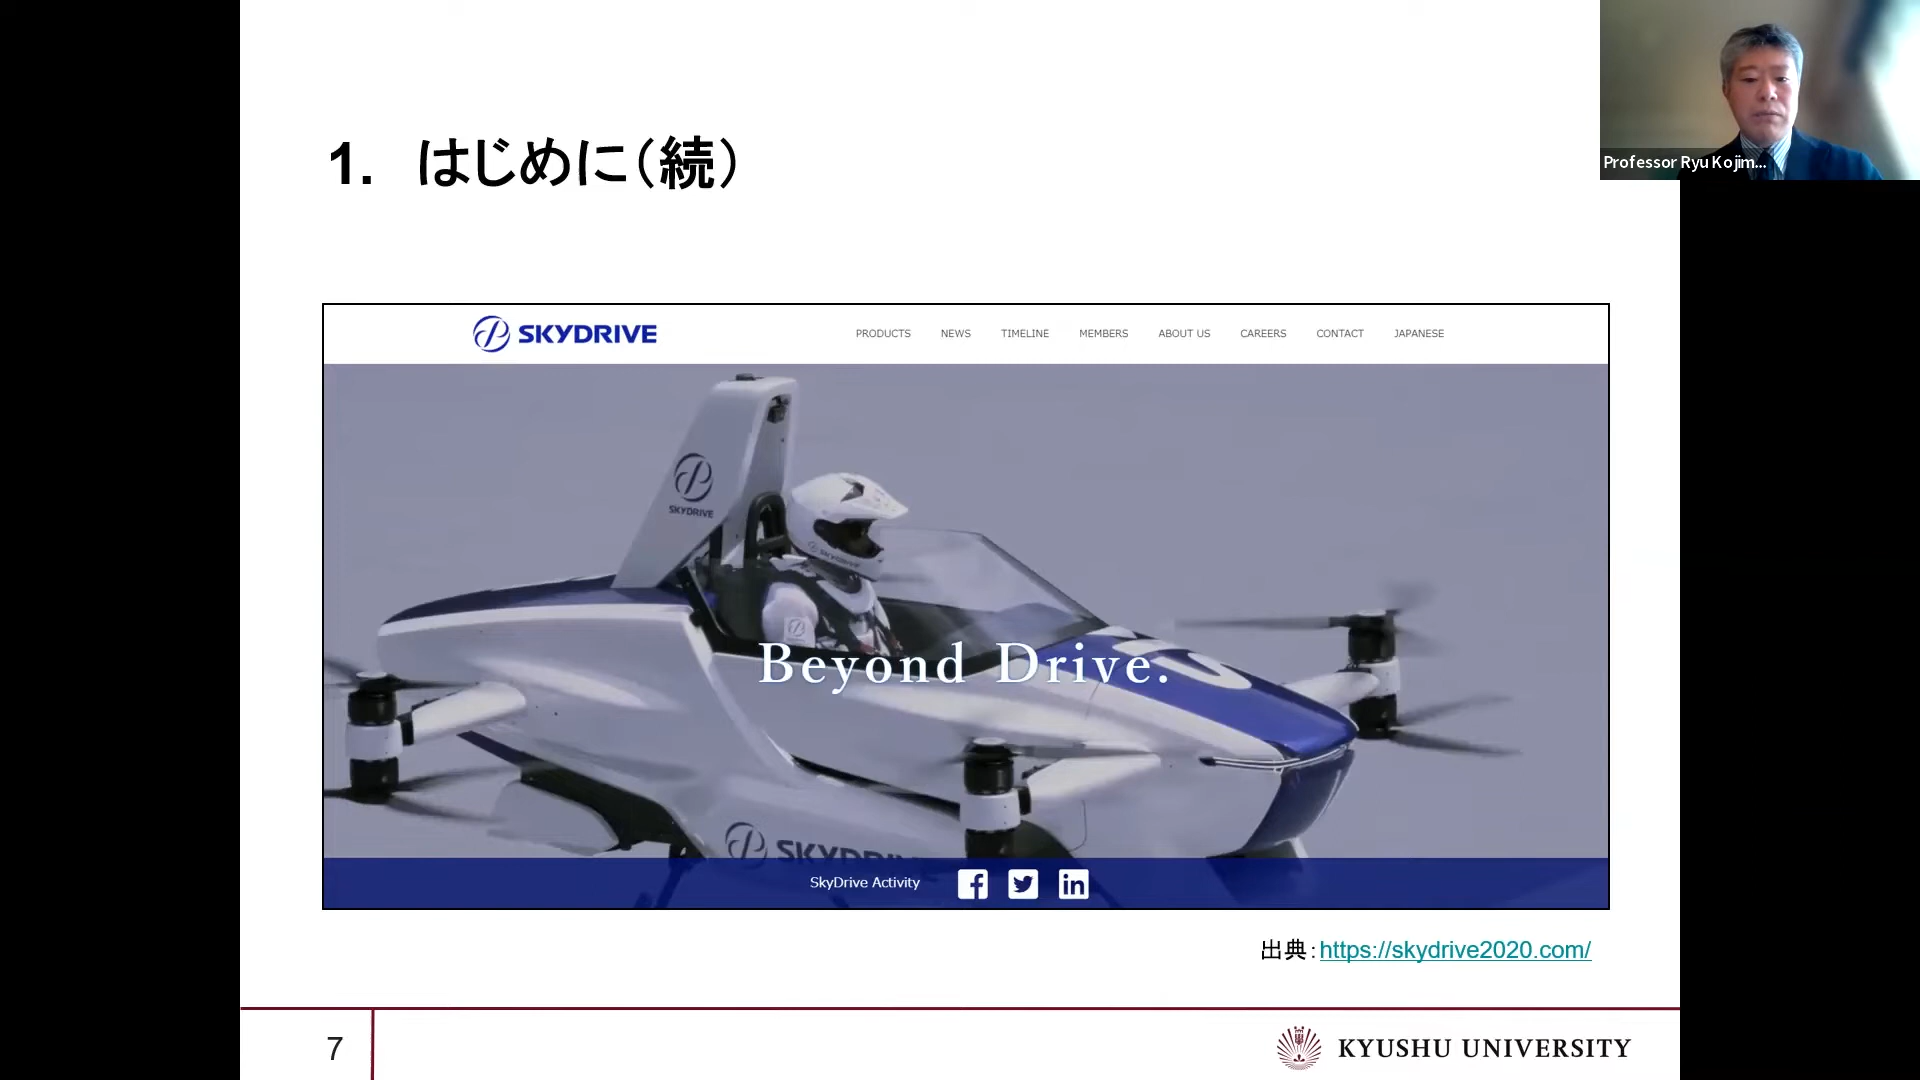 1. はじめに(続)
Professor Ryu Kojim...
SKYDRIVE
PRODUCTS NEWS TIMELINE MEMBERS ABOUT US CAREERS CONTACT JAPANESE
SKYDRIVE
SKYDRIVE
Beyond Drive.
SKYDRIVE
SkyDrive Activity
出典:https://skydrive2020.com/
7
KYUSHU UNIVERSITY